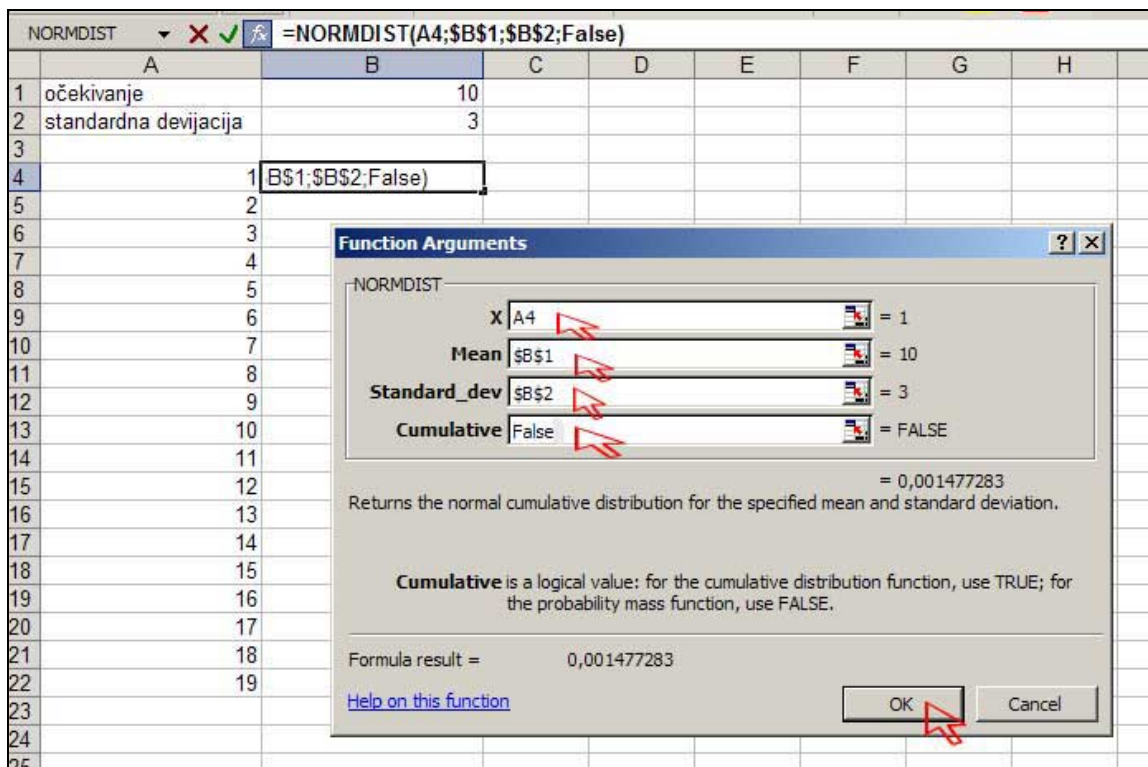 NORMDIST =NORMDIST(A4;$B$1;$B$2;False)
A B C D E F G H
1 očekivanje 10
2 standardna devijacija 3
3
4 1 B$1;$B$2;False)
5 2
6 3
7 4
8 5
9 6
10 7
11 8
12 9
13 10
14 11
15 12
16 13
17 14
18 15
19 16
20 17
21 18
22 19
23
24
25
Function Arguments
NORMDIST
X A4 = 1
Mean $B$1 = 10
Standard_dev $B$2 = 3
Cumulative False = FALSE
= 0,001477283
Returns the normal cumulative distribution for the specified mean and standard deviation.
Cumulative is a logical value: for the cumulative distribution function, use TRUE; for
the probability mass function, use FALSE.
Formula result = 0,001477283
Help on this function OK Cancel